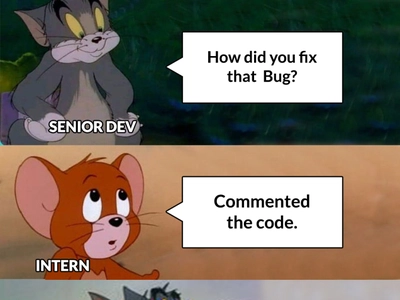 How did you fix
that Bug?
SENIOR DEV
Commented
the code.
INTERN